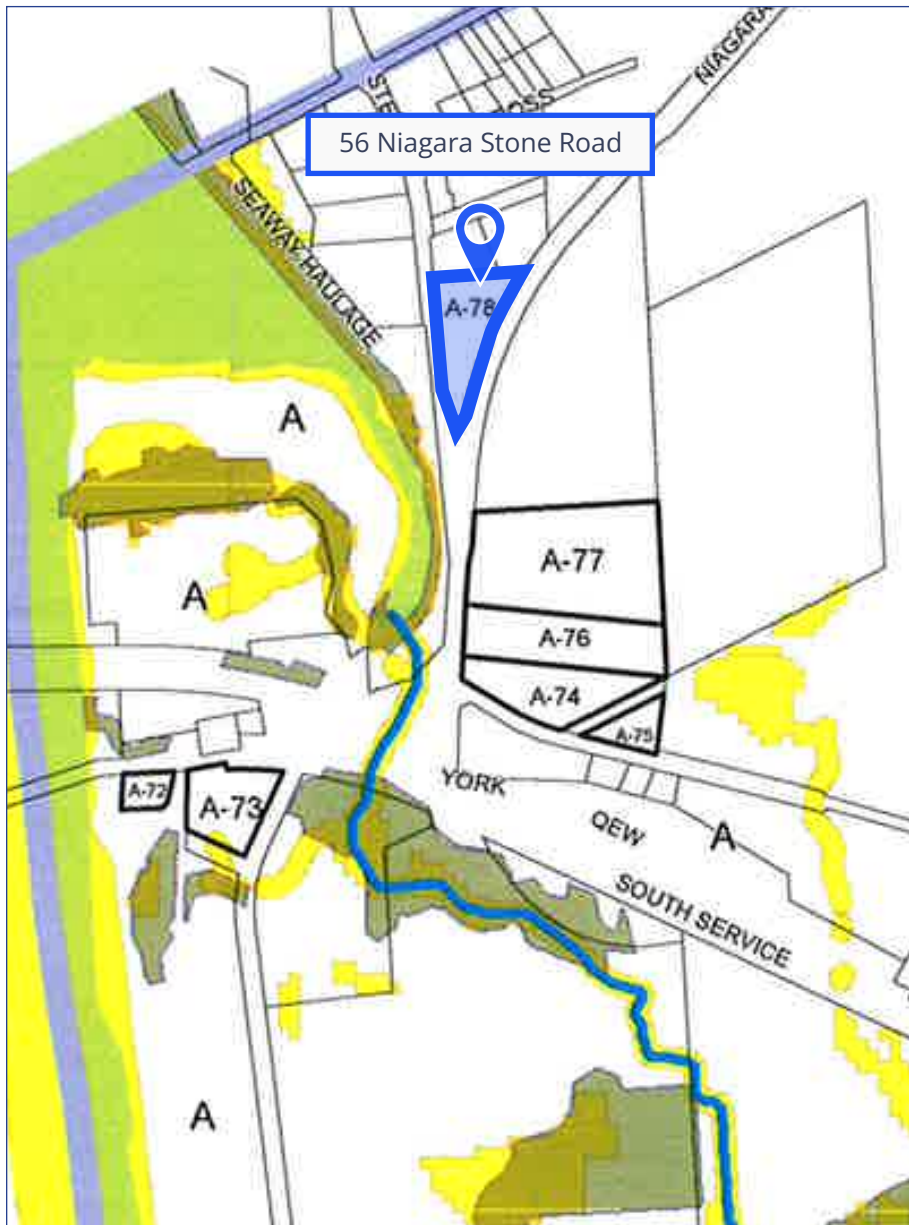 NIAGARA
56 Niagara Stone Road
SEAWAY HAULAGE
A-78
A
A-77
A
A-76
A-74
A-75
YORK
A-72
A-73
QEW
A
SOUTH SERVICE
A